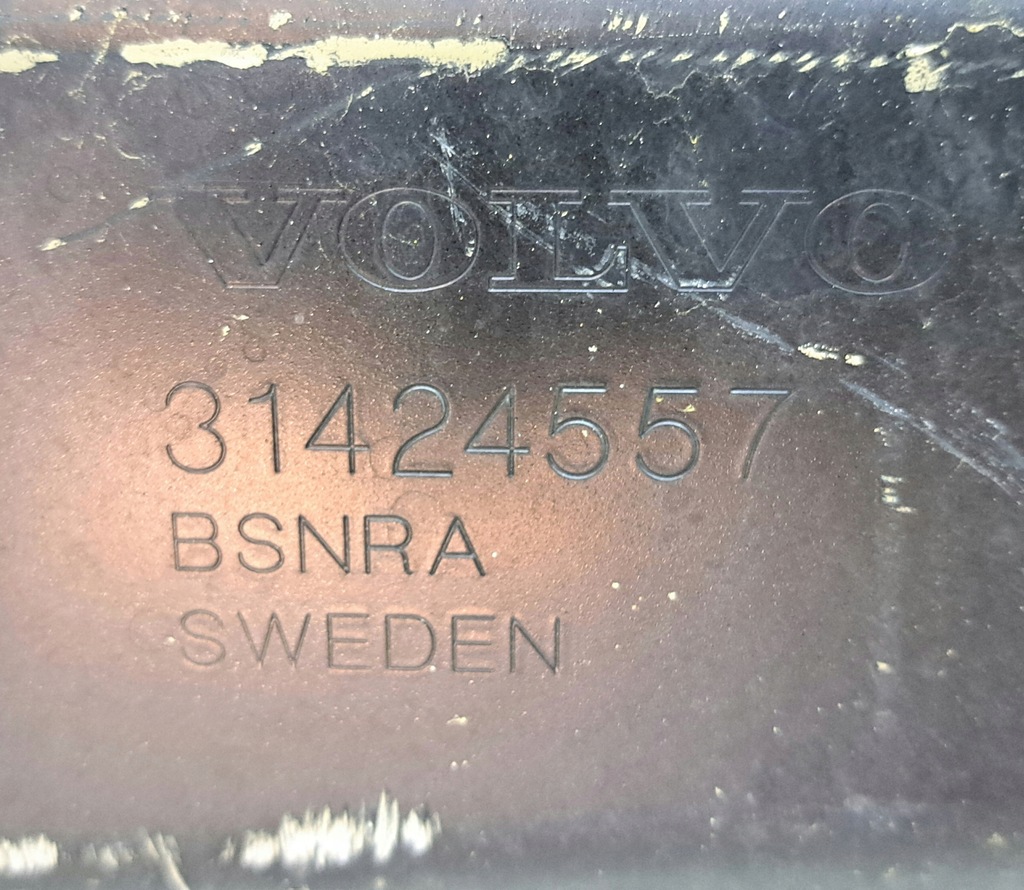 VOLVO
31424557
BSNRA
SWEDEN